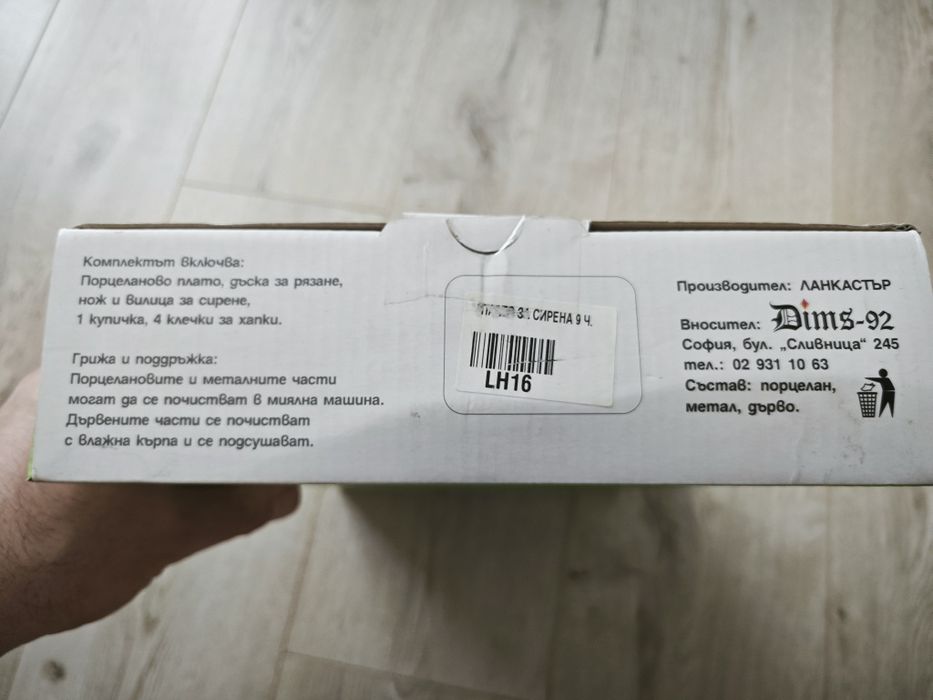 Комплектът включва:
Порцеланово плато, дъска за рязане,
нож и вилица за сирене,
1 купичка, 4 клечки за хапки.
Грижа и поддръжка:
Порцелановите и металните части
могат да се почистват в миялна машина.
Дървените части се почистват
с влажна кърпа и се подсушават.
ЗА СИРЕНА 9 Ч.
LH16
Производител: ЛАНКАСТЪР
Вносител: Dims-92
София, бул. „Сливница" 245
тел.: 02 931 10 63
Състав: порцелан,
метал, дърво.